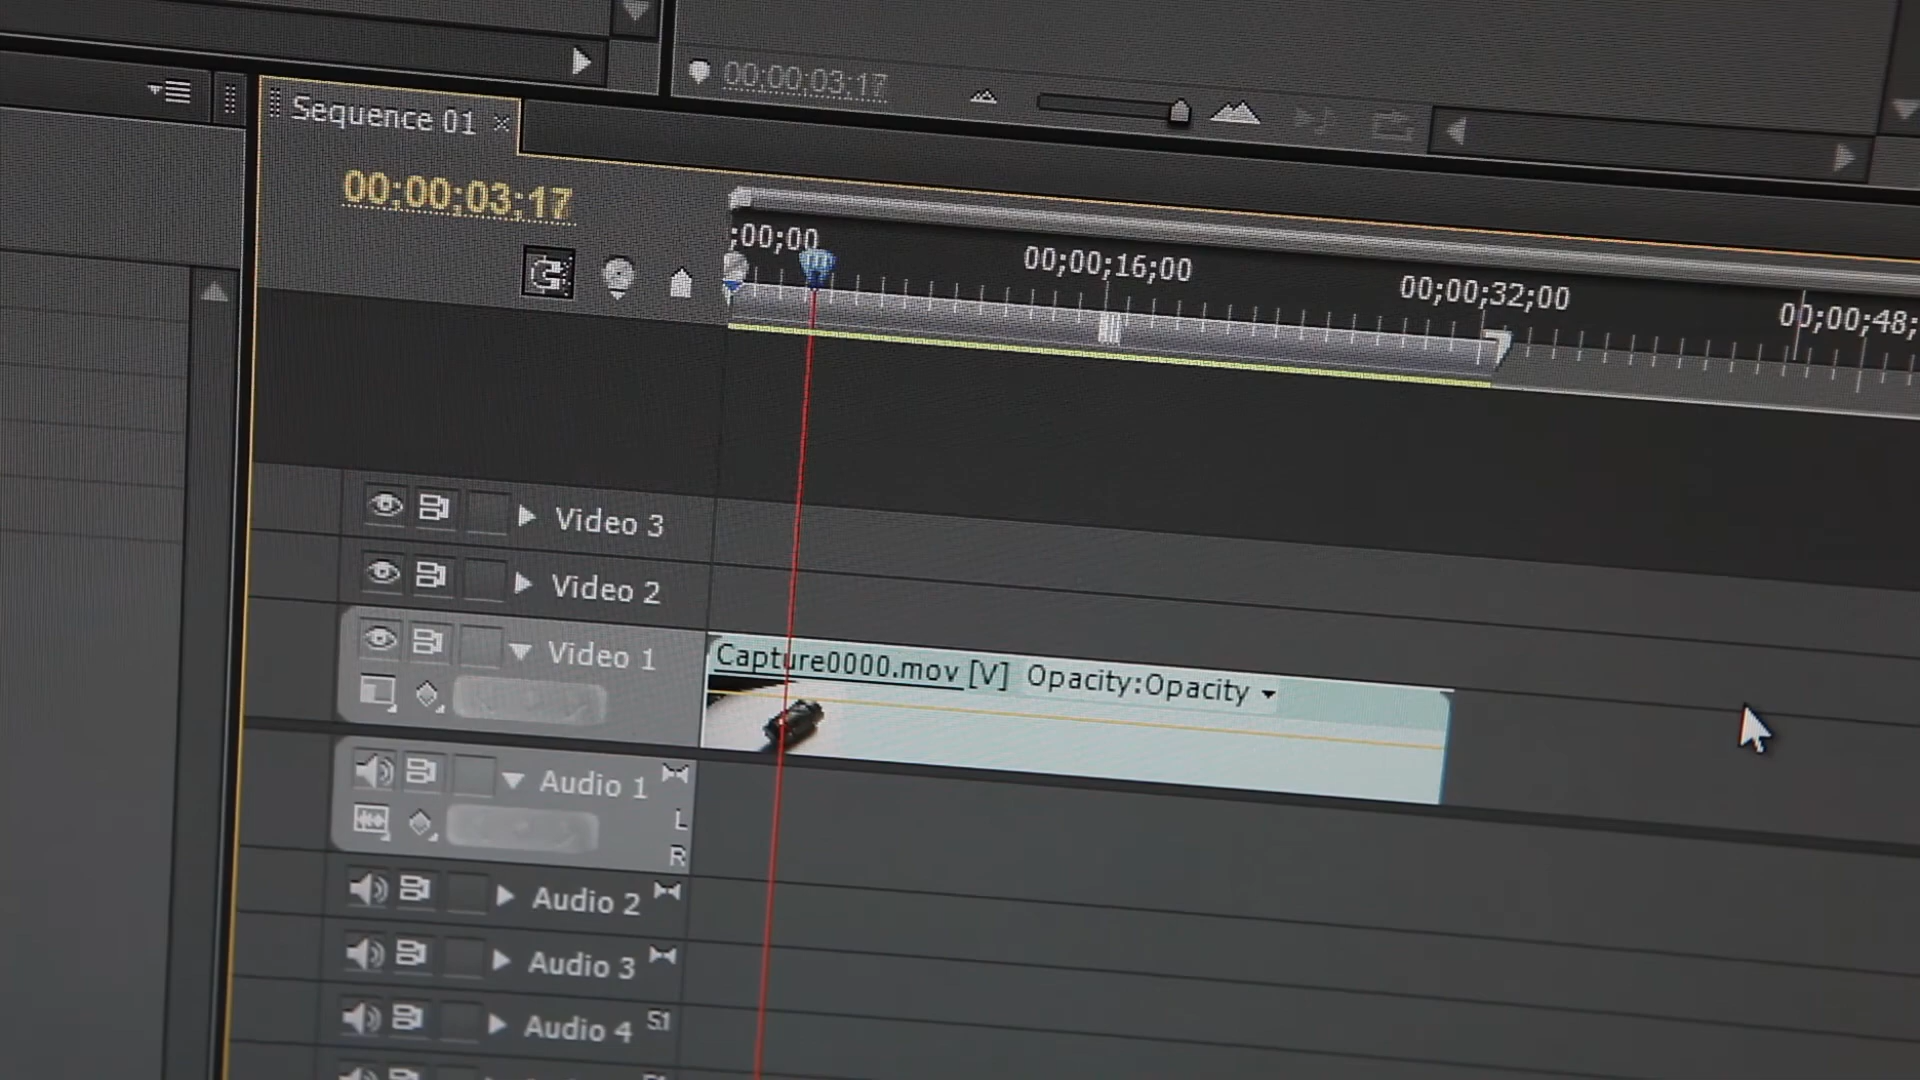 00;00;03;17
Sequence 01
00;00;03;17
;00;00
00;00;16;00
00;00;32;00
00;00;48;
Video 3
Video 2
Video 1
Capture0000.mov [V] Opacity:Opacity
Audio 1
L
R
Audio 2
Audio 3
Audio 4 5.1